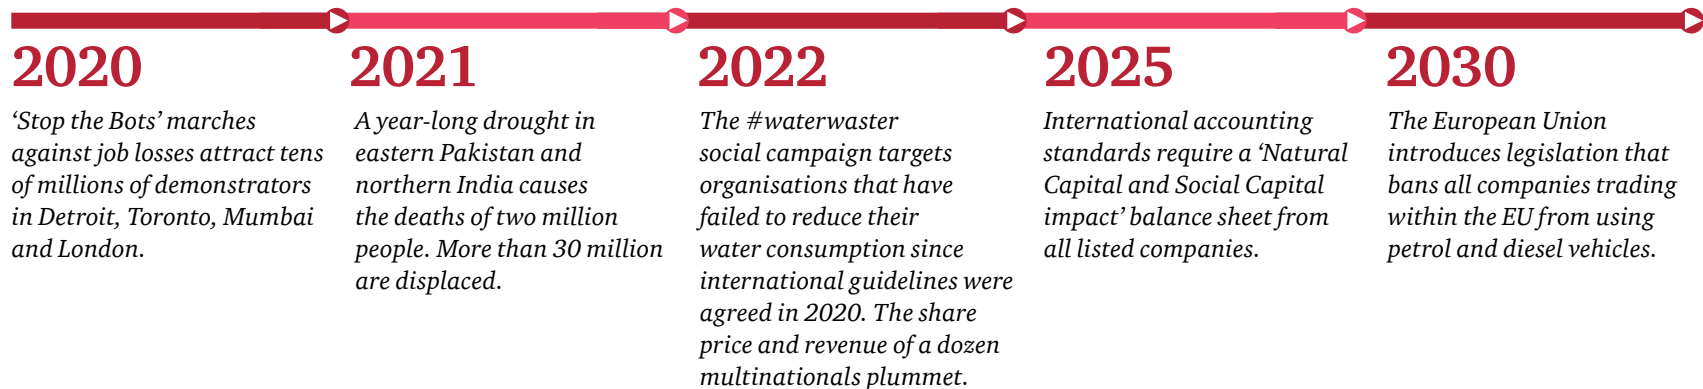 2020
‘Stop the Bots’ marches
against job losses attract tens
of millions of demonstrators
in Detroit, Toronto, Mumbai
and London.
2021
A year-long drought in
eastern Pakistan and
northern India causes
the deaths of two million
people. More than 30 million
are displaced.
2022
The #waterwaster
social campaign targets
organisations that have
failed to reduce their
water consumption since
international guidelines were
agreed in 2020. The share
price and revenue of a dozen
multinationals plummet.
2025
International accounting
standards require a ‘Natural
Capital and Social Capital
impact’ balance sheet from
all listed companies.
2030
The European Union
introduces legislation that
bans all companies trading
within the EU from using
petrol and diesel vehicles.